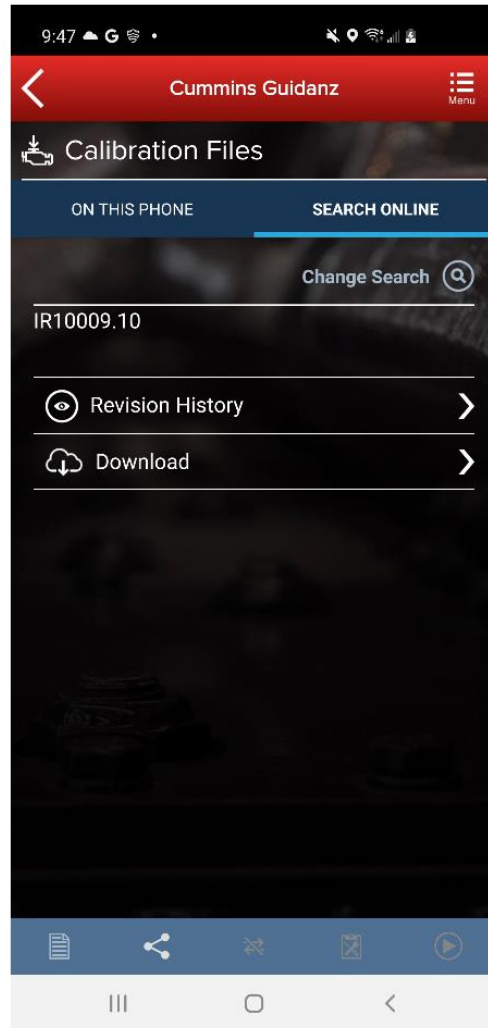 9:47
Cummins Guidanz
Menu
Calibration Files
ON THIS PHONE
SEARCH ONLINE
Change Search
IR10009.10
Revision History
Download